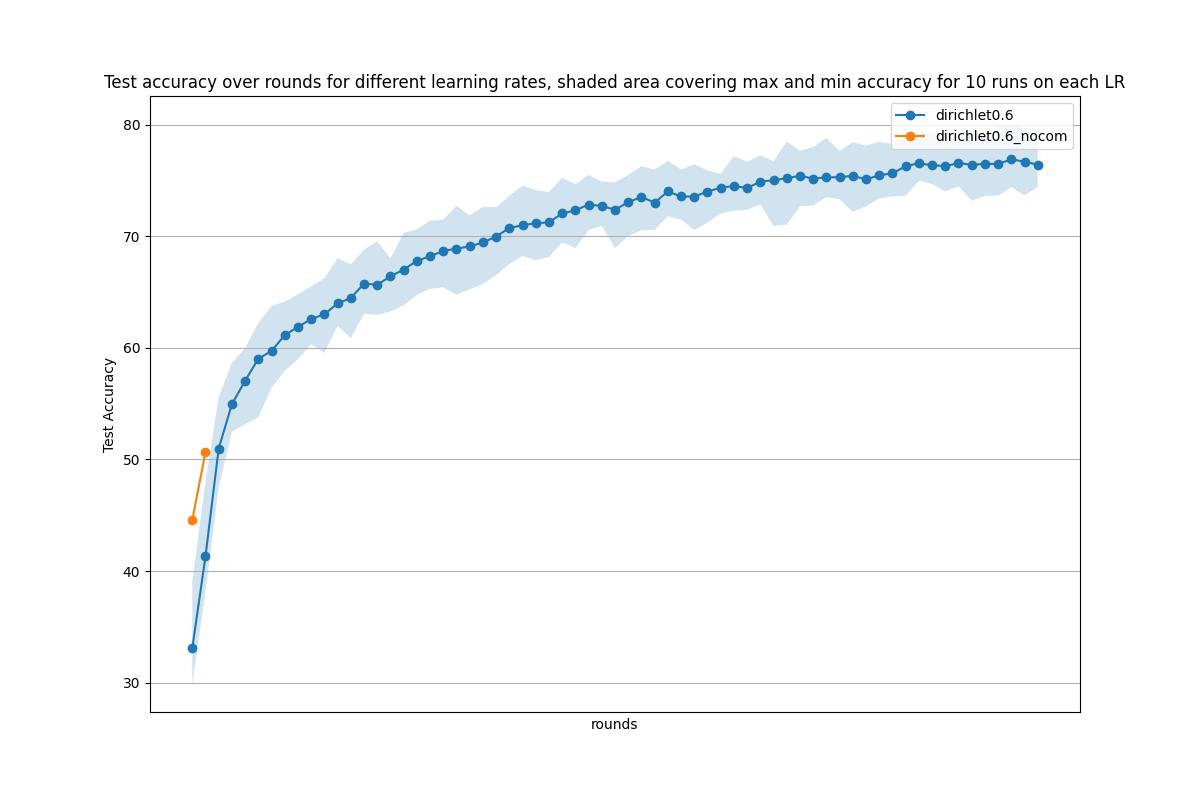 Test accuracy over rounds for different learning rates, shaded area covering max and min accuracy for 10 runs on each LR
dirichlet0.6
dirichlet0.6_nocom
80
70
60
50
40
30
Test Accuracy
rounds